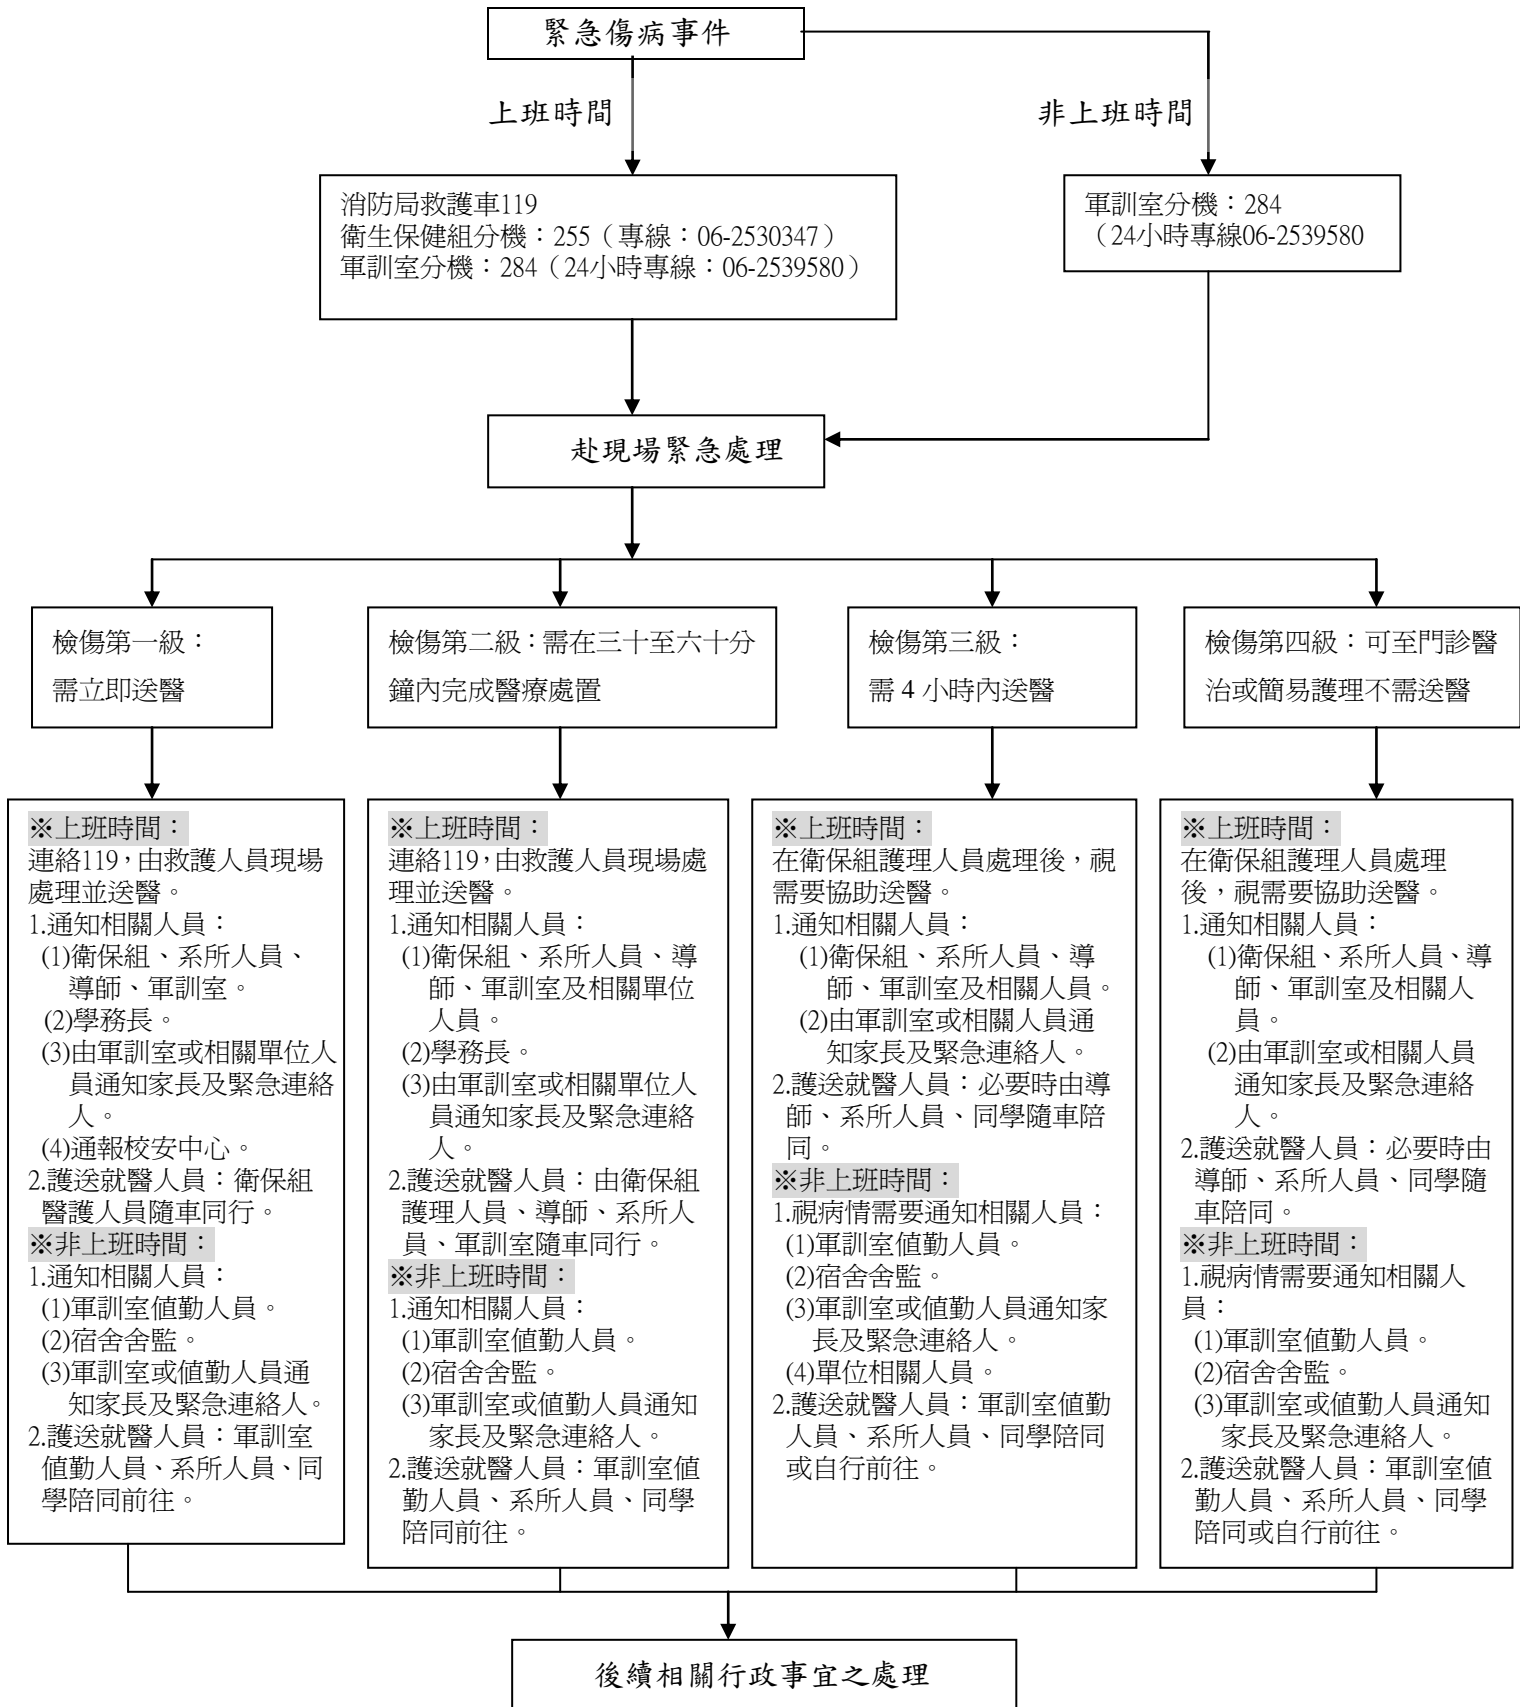 緊急傷病事件
上班時間
非上班時間
消防局救護車119
衛生保健組分機：255（專線：06-2530347）
軍訓室分機：284（24小時專線：06-2539580）
軍訓室分機：284
（24小時專線06-2539580
赴現場緊急處理
檢傷第一級：
需立即送醫
檢傷第二級：需在三十至六十分
鐘內完成醫療處置
檢傷第三級：
需 4 小時內送醫
檢傷第四級：可至門診醫
治或簡易護理不需送醫
※上班時間：
連絡119，由救護人員現場
處理並送醫。
1.通知相關人員：
(1)衛保組、系所人員、
導師、軍訓室。
(2)學務長。
(3)由軍訓室或相關單位人
員通知家長及緊急連絡
人。
(4)通報校安中心。
2.護送就醫人員：衛保組
醫護人員隨車同行。
※非上班時間：
1.通知相關人員：
(1)軍訓室値勤人員。
(2)宿舍舍監。
(3)軍訓室或値勤人員通
知家長及緊急連絡人。
2.護送就醫人員：軍訓室
値勤人員、系所人員、同
學陪同前往。
※上班時間：
連絡119，由救護人員現場處
理並送醫。
1.通知相關人員：
(1)衛保組、系所人員、導
師、軍訓室及相關單位
人員。
(2)學務長。
(3)由軍訓室或相關單位人
員通知家長及緊急連絡
人。
2.護送就醫人員：由衛保組
護理人員、導師、系所人
員、軍訓室隨車同行。
※非上班時間：
1.通知相關人員：
(1)軍訓室値勤人員。
(2)宿舍舍監。
(3)軍訓室或値勤人員通知
家長及緊急連絡人。
2.護送就醫人員：軍訓室値
勤人員、系所人員、同學
陪同前往。
※上班時間：
在衛保組護理人員處理後，視
需要協助送醫。
1.通知相關人員：
(1)衛保組、系所人員、導
師、軍訓室及相關人員。
(2)由軍訓室或相關人員通
知家長及緊急連絡人。
2.護送就醫人員：必要時由導
師、系所人員、同學隨車陪
同。
※非上班時間：
1.視病情需要通知相關人員：
(1)軍訓室値勤人員。
(2)宿舍舍監。
(3)軍訓室或値勤人員通知家
長及緊急連絡人。
(4)單位相關人員。
2.護送就醫人員：軍訓室値勤
人員、系所人員、同學陪同
或自行前往。
※上班時間：
在衛保組護理人員處理
後，視需要協助送醫。
1.通知相關人員：
(1)衛保組、系所人員、導
師、軍訓室及相關人
員。
(2)由軍訓室或相關人員
通知家長及緊急連絡
人。
2.護送就醫人員：必要時由
導師、系所人員、同學隨
車陪同。
※非上班時間：
1.視病情需要通知相關人
員：
(1)軍訓室値勤人員。
(2)宿舍舍監。
(3)軍訓室或値勤人員通知
家長及緊急連絡人。
2.護送就醫人員：軍訓室値
勤人員、系所人員、同學
陪同或自行前往。
後續相關行政事宜之處理